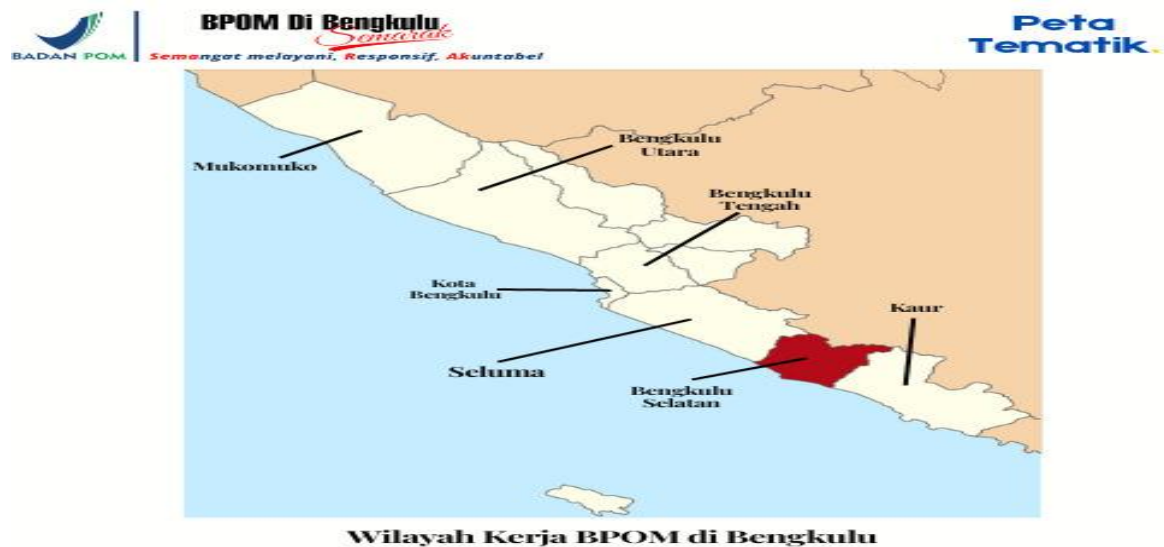 BPOM Di Bengkulu
Semarak
BADAN POM
Semangat melayani, Responsif, Akuntabel
Peta
Tematik.
Bengkulu
Utara
Mukomuko
Bengkulu
Tengah
Kota
Bengkulu
Kaur
Seluma
Bengkulu
Selatan
Wilayah Kerja BPOM di Bengkulu